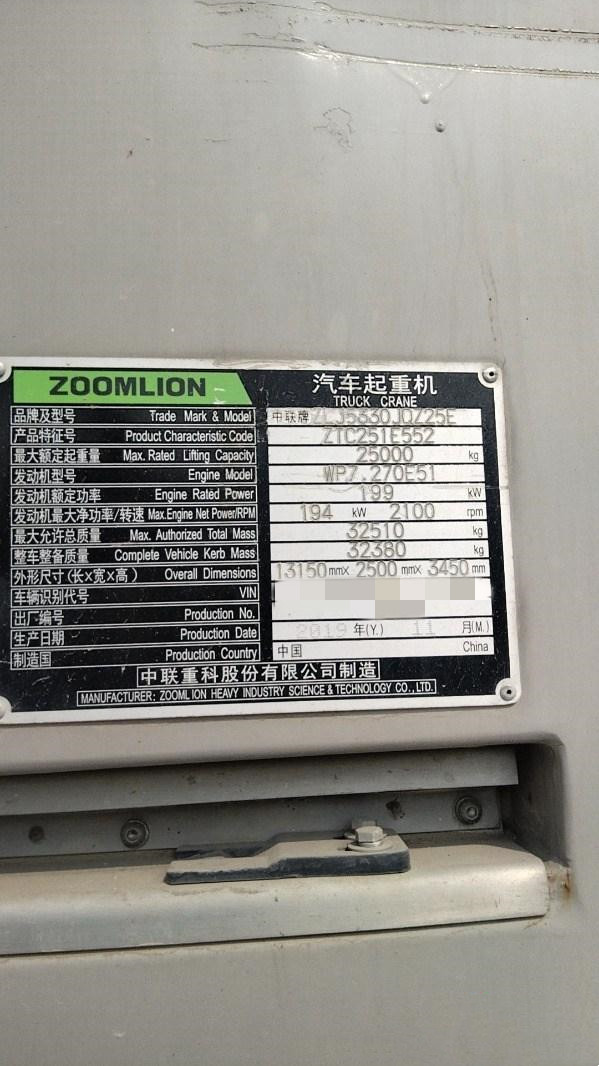 ZOOMLION 汽车起重机
TRUCK CRANE
品牌及型号 Trade Mark & Model 中联牌 ZLJ5330JQZ25E
产品特征号 Product Characteristic Code ZTC251E552
最大额定起重量 Max. Rated Lifting Capacity 25000 kg
发动机型号 Engine Model WP7.270E51
发动机额定功率 Engine Rated Power 199 kW
发动机最大净功率/转速 Max.Engine Net Power/RPM 194 kW 2100 rpm
最大允许总质量 Max. Authorized Total Mass 32510 kg
整车整备质量 Complete Vehicle Kerb Mass 32380 kg
外形尺寸(长×宽×高) Overall Dimensions 13150 mm× 2500 mm× 3450 mm
车辆识别代号 VIN
出厂编号 Production No.
生产日期 Production Date 2019 年(Y.) 11 月(M.)
制造国 Production Country 中国 China
中联重科股份有限公司制造
MANUFACTURER: ZOOMLION HEAVY INDUSTRY SCIENCE & TECHNOLOGY CO., LTD.